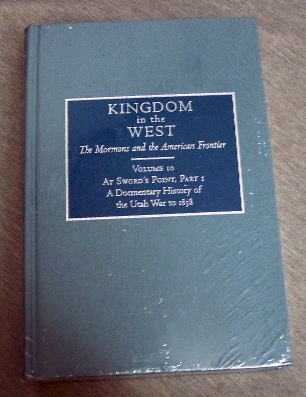 KINGDOM
in the
WEST
The Mormons and the American Frontier
VOLUME 10
AT SWORD'S POINT, PART 1
A Documentary History of
the Utah War to 1858